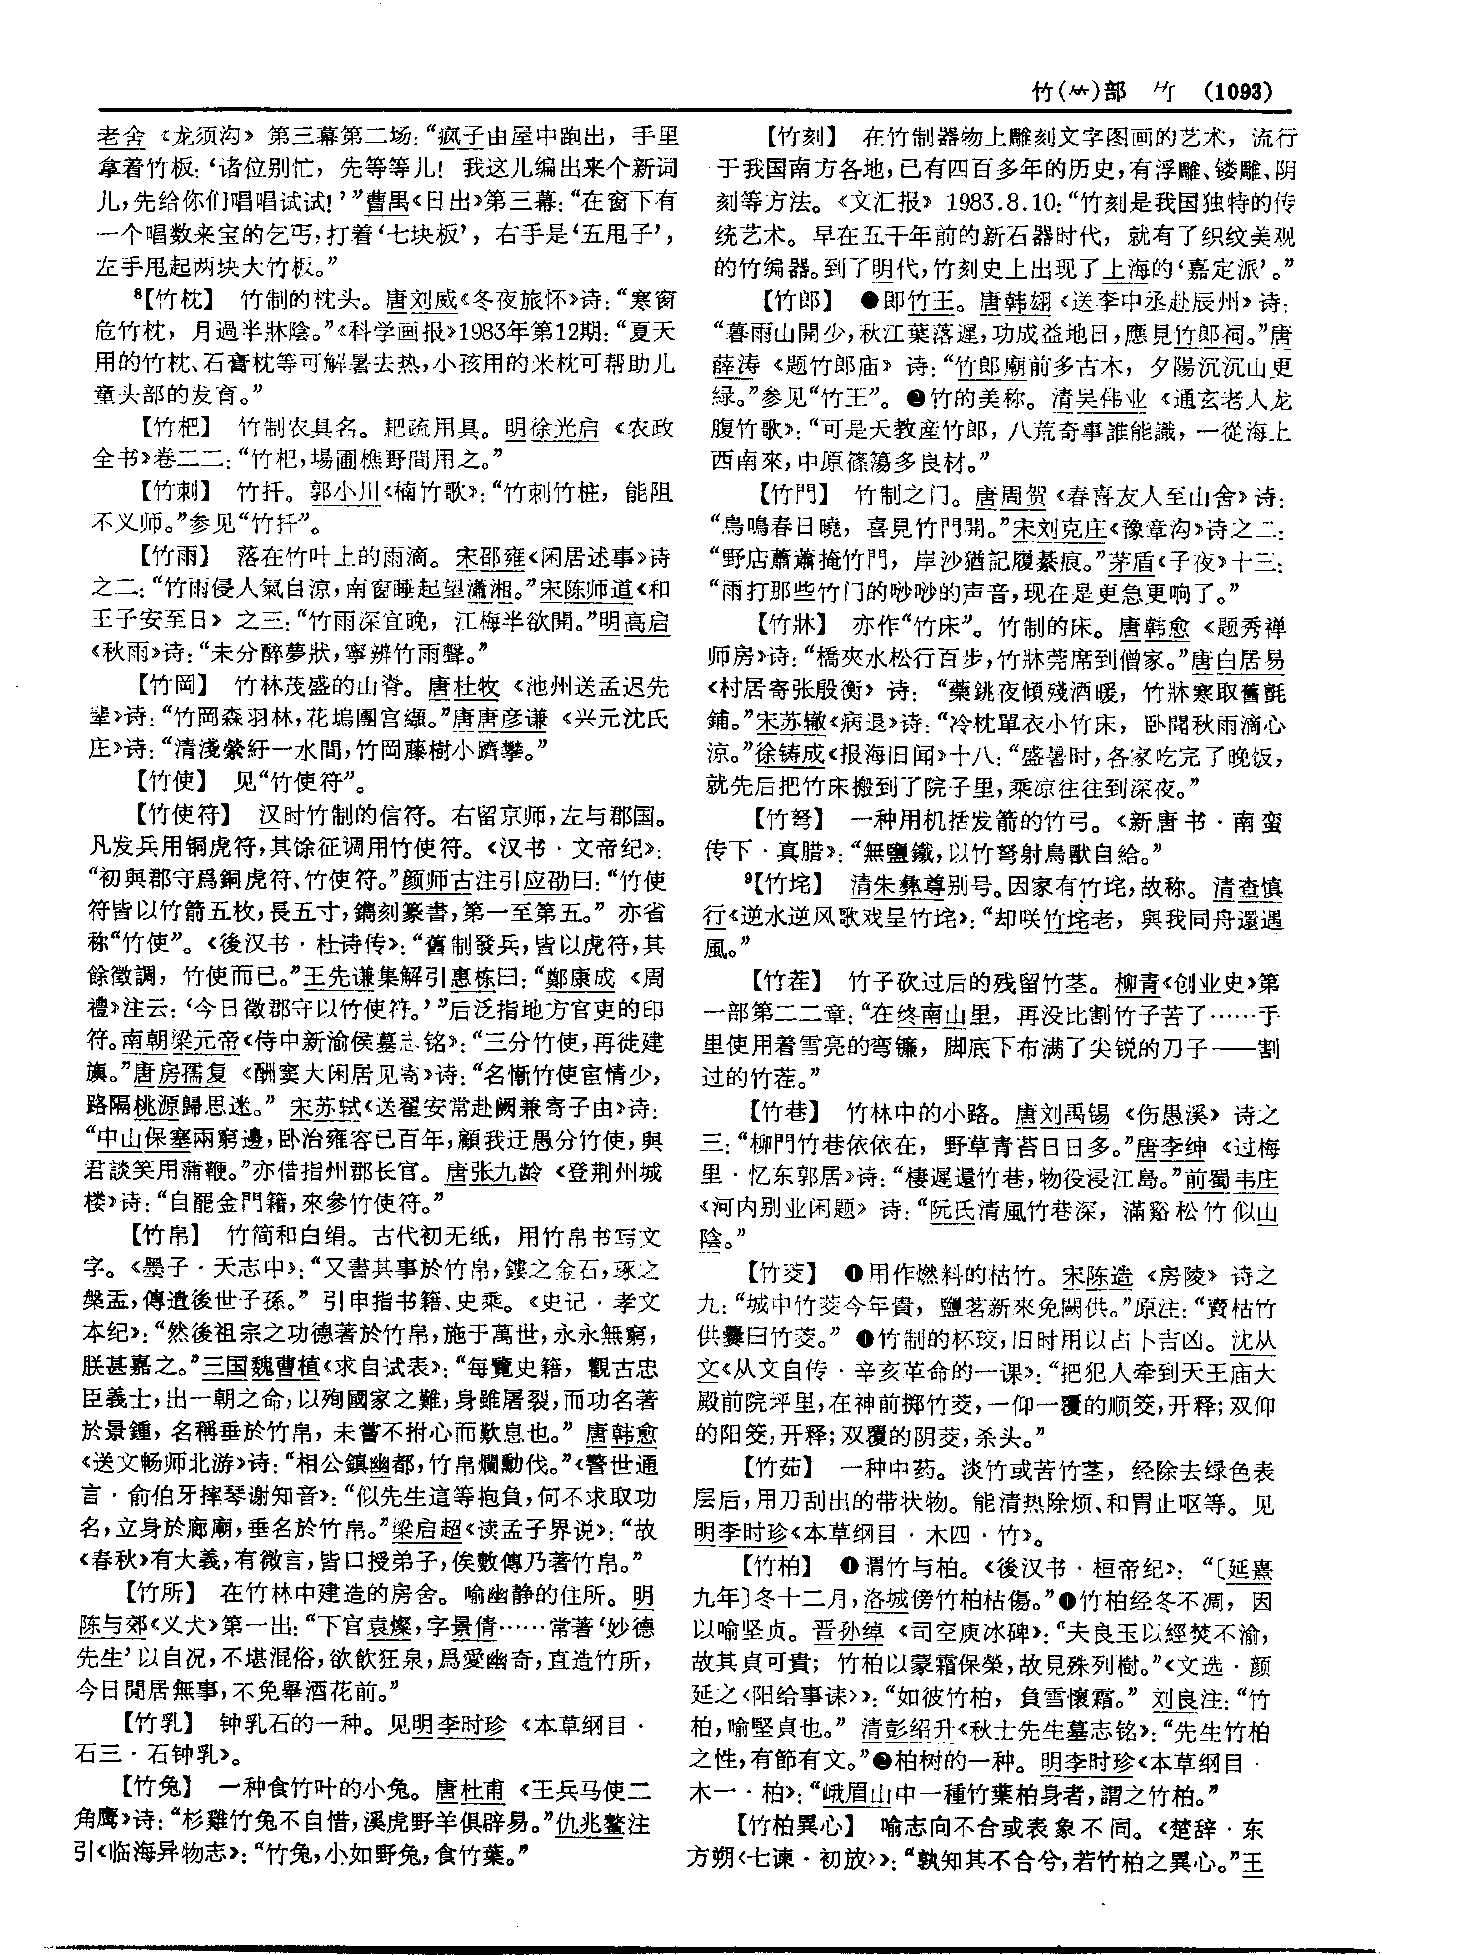 竹(⺮)部 竹 (1093)
老舍《龙须沟》第三幕第二场：“疯子由屋中跑出，手里
拿着竹板：‘诸位别忙，先等等儿！我这儿编出来个新词
儿，先给你们唱唱试试！’”曹禺《日出》第三幕：“在窗下有
一个唱数来宝的乞丐，打着‘七块板’，右手是‘五甩子’，
左手甩起两块大竹板。”
⁸【竹枕】 竹制的枕头。唐刘威《冬夜旅怀》诗：“寒窗
危竹枕，月過半牀陰。”《科学画报》1983年第12期：“夏天
用的竹枕、石膏枕等可解暑去热，小孩用的米枕可帮助儿
童头部的发育。”
【竹杷】 竹制农具名。耙疏用具。明徐光启《农政
全书》卷二二：“竹杷，場圃樵野間用之。”
【竹刺】 竹扦。郭小川《楠竹歌》：“竹刺竹桩，能阻
不义师。”参见“竹扦”。
【竹雨】 落在竹叶上的雨滴。宋邵雍《闲居述事》诗
之二：“竹雨侵人氣自凉，南窗睡起望瀟湘。”宋陈师道《和
王子安至日》之三：“竹雨深宜晚，江梅半欲開。”明高启
《秋雨》诗：“未分醉夢狀，寧辨竹雨聲。”
【竹岡】 竹林茂盛的山脊。唐杜牧《池州送孟迟先
辈》诗：“竹岡森羽林，花塢團宫纈。”唐唐彦谦《兴元沈氏
庄》诗：“清淺縈紆一水間，竹岡藤樹小躋攀。”
【竹使】 见“竹使符”。
【竹使符】 汉时竹制的信符。右留京师，左与郡国。
凡发兵用铜虎符，其馀征调用竹使符。《汉书·文帝纪》：
“初與郡守爲銅虎符、竹使符。”颜师古注引应劭曰：“竹使
符皆以竹箭五枚，長五寸，鐫刻篆書，第一至第五。”亦省
称“竹使”。《後汉书·杜诗传》：“舊制發兵，皆以虎符，其
餘徵調，竹使而已。”王先谦集解引惠栋曰：“鄭康成《周
禮》注云：‘今日徵郡守以竹使符。’”后泛指地方官吏的印
符。南朝梁元帝《侍中新渝侯墓志铭》：“三分竹使，再徙建
旟。”唐房孺复《酬窦大闲居见寄》诗：“名慚竹使宦情少，
路隔桃源歸思迷。”宋苏轼《送翟安常赴阙兼寄子由》诗：
“中山保塞兩窮邊，卧治雍容已百年，顧我迂愚分竹使，與
君談笑用蒲鞭。”亦借指州郡长官。唐张九龄《登荆州城
楼》诗：“自罷金門籍，來參竹使符。”
【竹帛】 竹简和白绢。古代初无纸，用竹帛书写文
字。《墨子·天志中》：“又書其事於竹帛，鏤之金石，琢之
槃盂，傳遺後世子孫。”引申指书籍、史乘。《史记·孝文
本纪》：“然後祖宗之功德著於竹帛，施于萬世，永永無窮，
朕甚嘉之。”三国魏曹植《求自试表》：“每覽史籍，觀古忠
臣義士，出一朝之命，以殉國家之難，身雖屠裂，而功名著
於景鍾，名稱垂於竹帛，未嘗不拊心而歎息也。”唐韩愈
《送文畅师北游》诗：“相公鎮幽都，竹帛爛勳伐。”《警世通
言·俞伯牙摔琴谢知音》：“似先生這等抱負，何不求取功
名，立身於廊廟，垂名於竹帛。”梁启超《读孟子界说》：“故
《春秋》有大義，有微言，皆口授弟子，俟數傳乃著竹帛。”
【竹所】 在竹林中建造的房舍。喻幽静的住所。明
陈与郊《义犬》第一出：“下官袁燦，字景倩……常著‘妙德
先生’以自况，不堪混俗，欲飲狂泉，爲愛幽奇，直造竹所，
今日閒居無事，不免舉酒花前。”
【竹乳】 钟乳石的一种。见明李时珍《本草纲目·
石三·石钟乳》。
【竹兔】 一种食竹叶的小兔。唐杜甫《王兵马使二
角鹰》诗：“杉雞竹兔不自惜，溪虎野羊俱辟易。”仇兆鳌注
引《临海异物志》：“竹兔，小如野兔，食竹葉。”
【竹刻】 在竹制器物上雕刻文字图画的艺术，流行
于我国南方各地，已有四百多年的历史，有浮雕、镂雕、阴
刻等方法。《文汇报》1983.8.10：“竹刻是我国独特的传
统艺术。早在五千年前的新石器时代，就有了织纹美观
的竹编器。到了明代，竹刻史上出现了上海的‘嘉定派’。”
【竹郎】 ❶即竹王。唐韩翃《送李中丞赴辰州》诗：
“暮雨山開少，秋江葉落遲，功成益地日，應見竹郎祠。”唐
薛涛《题竹郎庙》诗：“竹郎廟前多古木，夕陽沉沉山更
緑。”参见“竹王”。❷竹的美称。清吴伟业《通玄老人龙
腹竹歌》：“可是天教産竹郎，八荒奇事誰能識，一從海上
西南來，中原篠簜多良材。”
【竹門】 竹制之门。唐周贺《春喜友人至山舍》诗：
“鳥鳴春日曉，喜見竹門開。”宋刘克庄《豫章沟》诗之二：
“野店蕭蕭掩竹門，岸沙猶記履綦痕。”茅盾《子夜》十三：
“雨打那些竹门的唦唦的声音，现在是更急更响了。”
【竹牀】 亦作“竹床”。竹制的床。唐韩愈《题秀禅
师房》诗：“橋夾水松行百步，竹牀莞席到僧家。”唐白居易
《村居寄张殷衡》诗：“藥銚夜傾殘酒暖，竹牀寒取舊氈
鋪。”宋苏辙《病退》诗：“冷枕單衣小竹床，卧聞秋雨滴心
凉。”徐铸成《报海旧闻》十八：“盛暑时，各家吃完了晚饭，
就先后把竹床搬到了院子里，乘凉往往到深夜。”
【竹弩】 一种用机括发箭的竹弓。《新唐书·南蛮
传下·真腊》：“無鹽鐵，以竹弩射鳥獸自給。”
⁹【竹垞】 清朱彝尊别号。因家有竹垞，故称。清查慎
行《逆水逆风歌戏呈竹垞》：“却咲竹垞老，與我同舟還遇
風。”
【竹茬】 竹子砍过后的残留竹茎。柳青《创业史》第
一部第二二章：“在终南山里，再没比割竹子苦了……手
里使用着雪亮的弯镰，脚底下布满了尖锐的刀子——割
过的竹茬。”
【竹巷】 竹林中的小路。唐刘禹锡《伤愚溪》诗之
三：“柳門竹巷依依在，野草青苔日日多。”唐李绅《过梅
里·忆东郭居》诗：“棲遲還竹巷，物役浸江島。”前蜀韦庄
《河内别业闲题》诗：“阮氏清風竹巷深，滿谿松竹似山
陰。”
【竹茭】 ❶用作燃料的枯竹。宋陈造《房陵》诗之
九：“城中竹茭今年貴，鹽茗新來免闕供。”原注：“賣枯竹
供爨曰竹茭。”❶竹制的杯珓，旧时用以占卜吉凶。沈从
文《从文自传·辛亥革命的一课》：“把犯人牵到天王庙大
殿前院坪里，在神前掷竹茭，一仰一覆的顺茭，开释；双仰
的阳茭，开释；双覆的阴茭，杀头。”
【竹茹】 一种中药。淡竹或苦竹茎，经除去绿色表
层后，用刀刮出的带状物。能清热除烦、和胃止呕等。见
明李时珍《本草纲目·木四·竹》。
【竹柏】 ❶谓竹与柏。《後汉书·桓帝纪》：“〔延熹
九年〕冬十二月，洛城傍竹柏枯傷。”❶竹柏经冬不凋，因
以喻坚贞。晋孙绰《司空庾冰碑》：“夫良玉以經焚不渝，
故其貞可貴；竹柏以蒙霜保榮，故見殊列樹。”《文选·颜
延之〈阳给事诔〉》：“如彼竹柏，負雪懷霜。”刘良注：“竹
柏，喻堅貞也。”清彭绍升《秋士先生墓志铭》：“先生竹柏
之性，有節有文。”❷柏树的一种。明李时珍《本草纲目·
木一·柏》：“峨眉山中一種竹葉柏身者，謂之竹柏。”
【竹柏異心】 喻志向不合或表象不同。《楚辞·东
方朔〈七谏·初放〉》：“孰知其不合兮，若竹柏之異心。”王